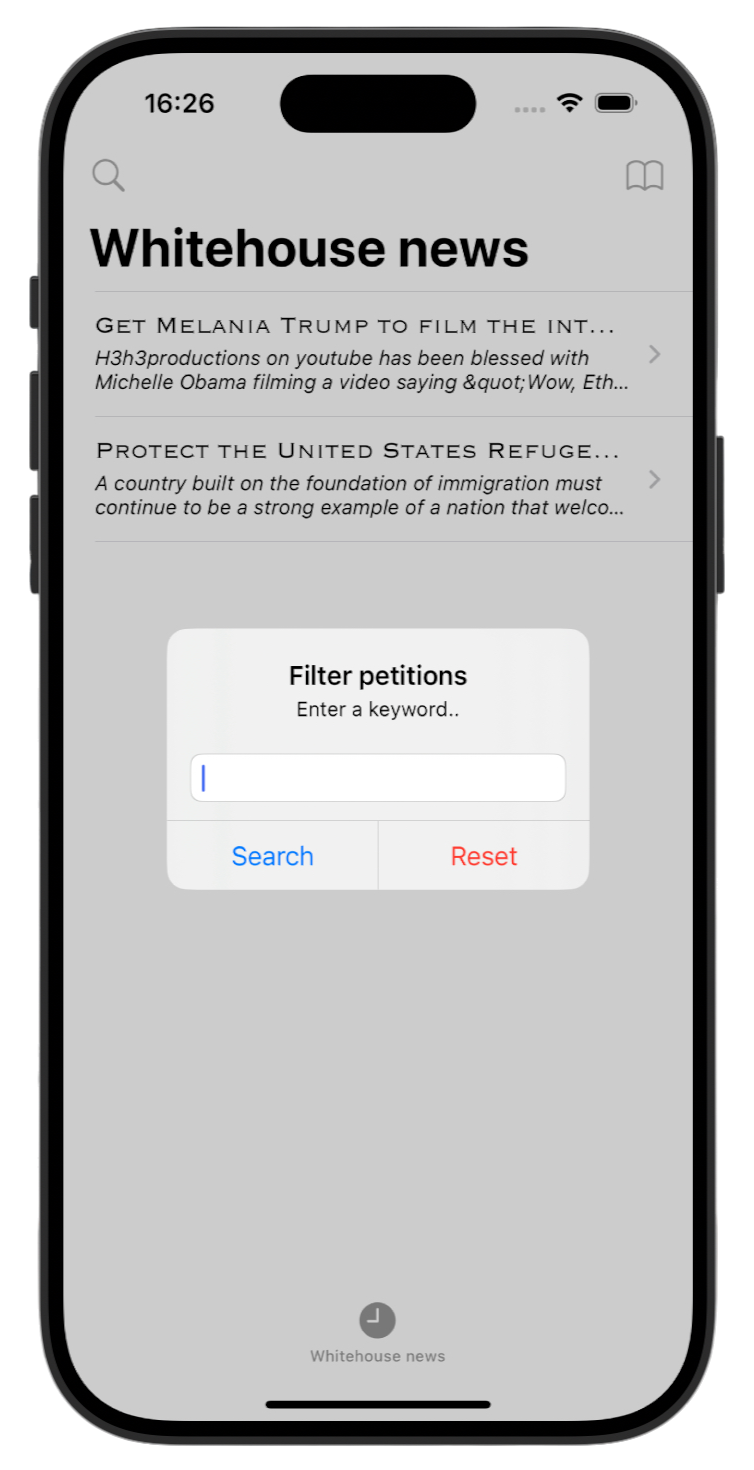 16:26
Whitehouse news
GET MELANIA TRUMP TO FILM THE INT...
H3h3productions on youtube has been blessed with
Michelle Obama filming a video saying &quot;Wow, Eth...
PROTECT THE UNITED STATES REFUGE...
A country built on the foundation of immigration must
continue to be a strong example of a nation that welco...
Filter petitions
Enter a keyword..
Search
Reset
Whitehouse news